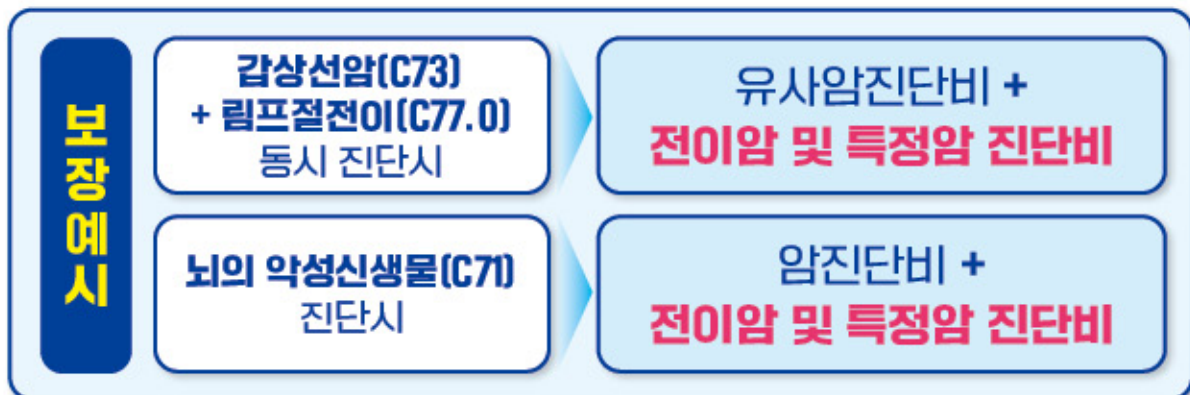 보장예시
갑상선암(C73)
+ 림프절전이(C77.0)
동시 진단시
유사암진단비 +
전이암 및 특정암 진단비
뇌의 악성신생물(C71)
진단시
암진단비 +
전이암 및 특정암 진단비